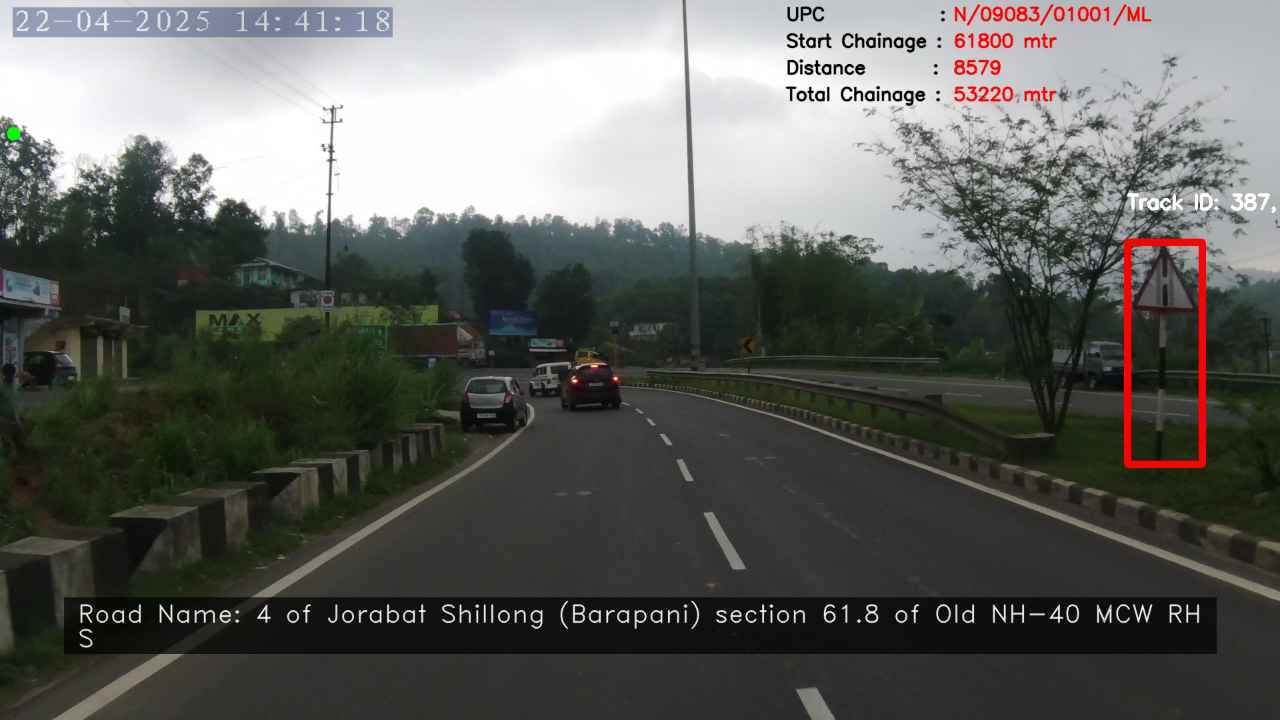 22-04-2025 14:41:18
UPC : N/09083/01001/ML
Start Chainage : 61800 mtr
Distance : 8579
Total Chainage : 53220 mtr
Track ID: 387,
MAX
Road Name: 4 of Jorabat Shillong (Barapani) section 61.8 of Old NH-40 MCW RH
S